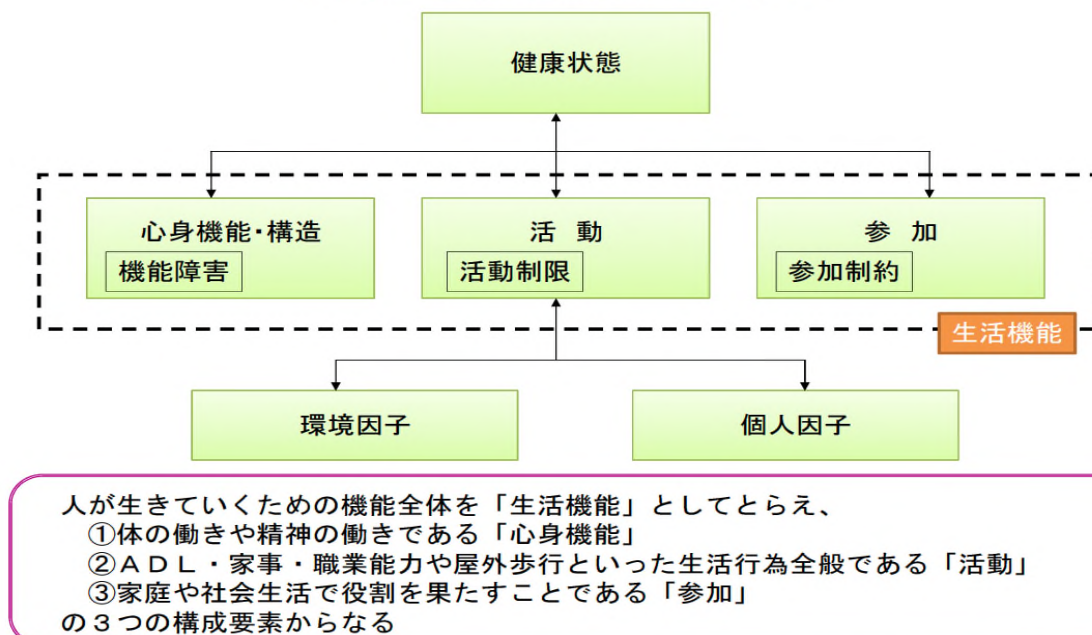 健康状態
心身機能・構造
機能障害
活 動
活動制限
参 加
参加制約
生活機能
環境因子
個人因子
人が生きていくための機能全体を「生活機能」としてとらえ、
①体の働きや精神の働きである「心身機能」
②ＡＤＬ・家事・職業能力や屋外歩行といった生活行為全般である「活動」
③家庭や社会生活で役割を果たすことである「参加」
の３つの構成要素からなる